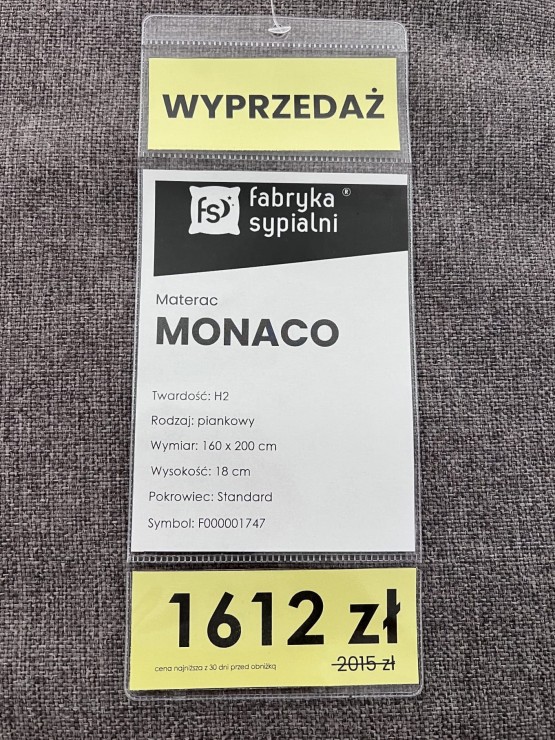 WYPRZEDAŻ
fs
fabryka ®
sypialni
Materac
MONACO
Twardość: H2
Rodzaj: piankowy
Wymiar: 160 x 200 cm
Wysokość: 18 cm
Pokrowiec: Standard
Symbol: F000001747
1612 zł
cena najniższa z 30 dni przed obniżką 2015 zł